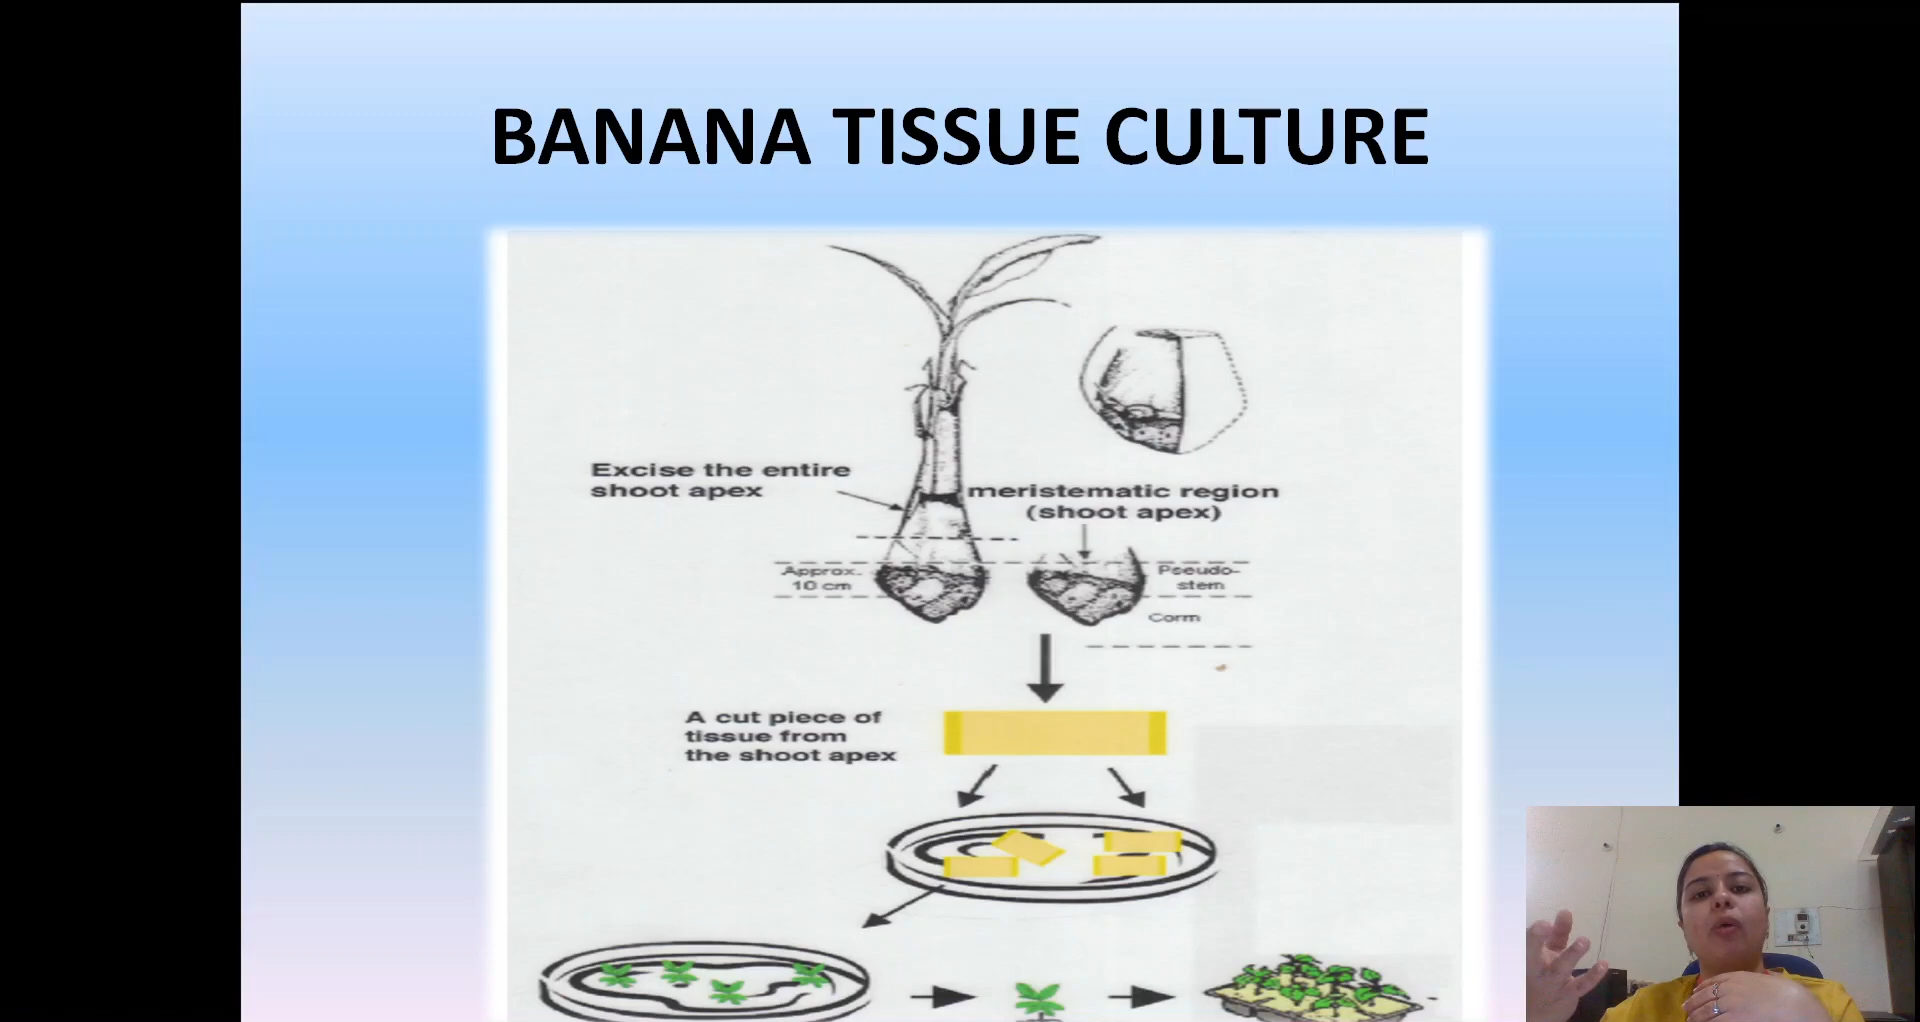 BANANA TISSUE CULTURE
Excise the entire
shoot apex
meristematic region
(shoot apex)
Approx.
10 cm
Pseudo-
stem
Corm
A cut piece of
tissue from
the shoot apex